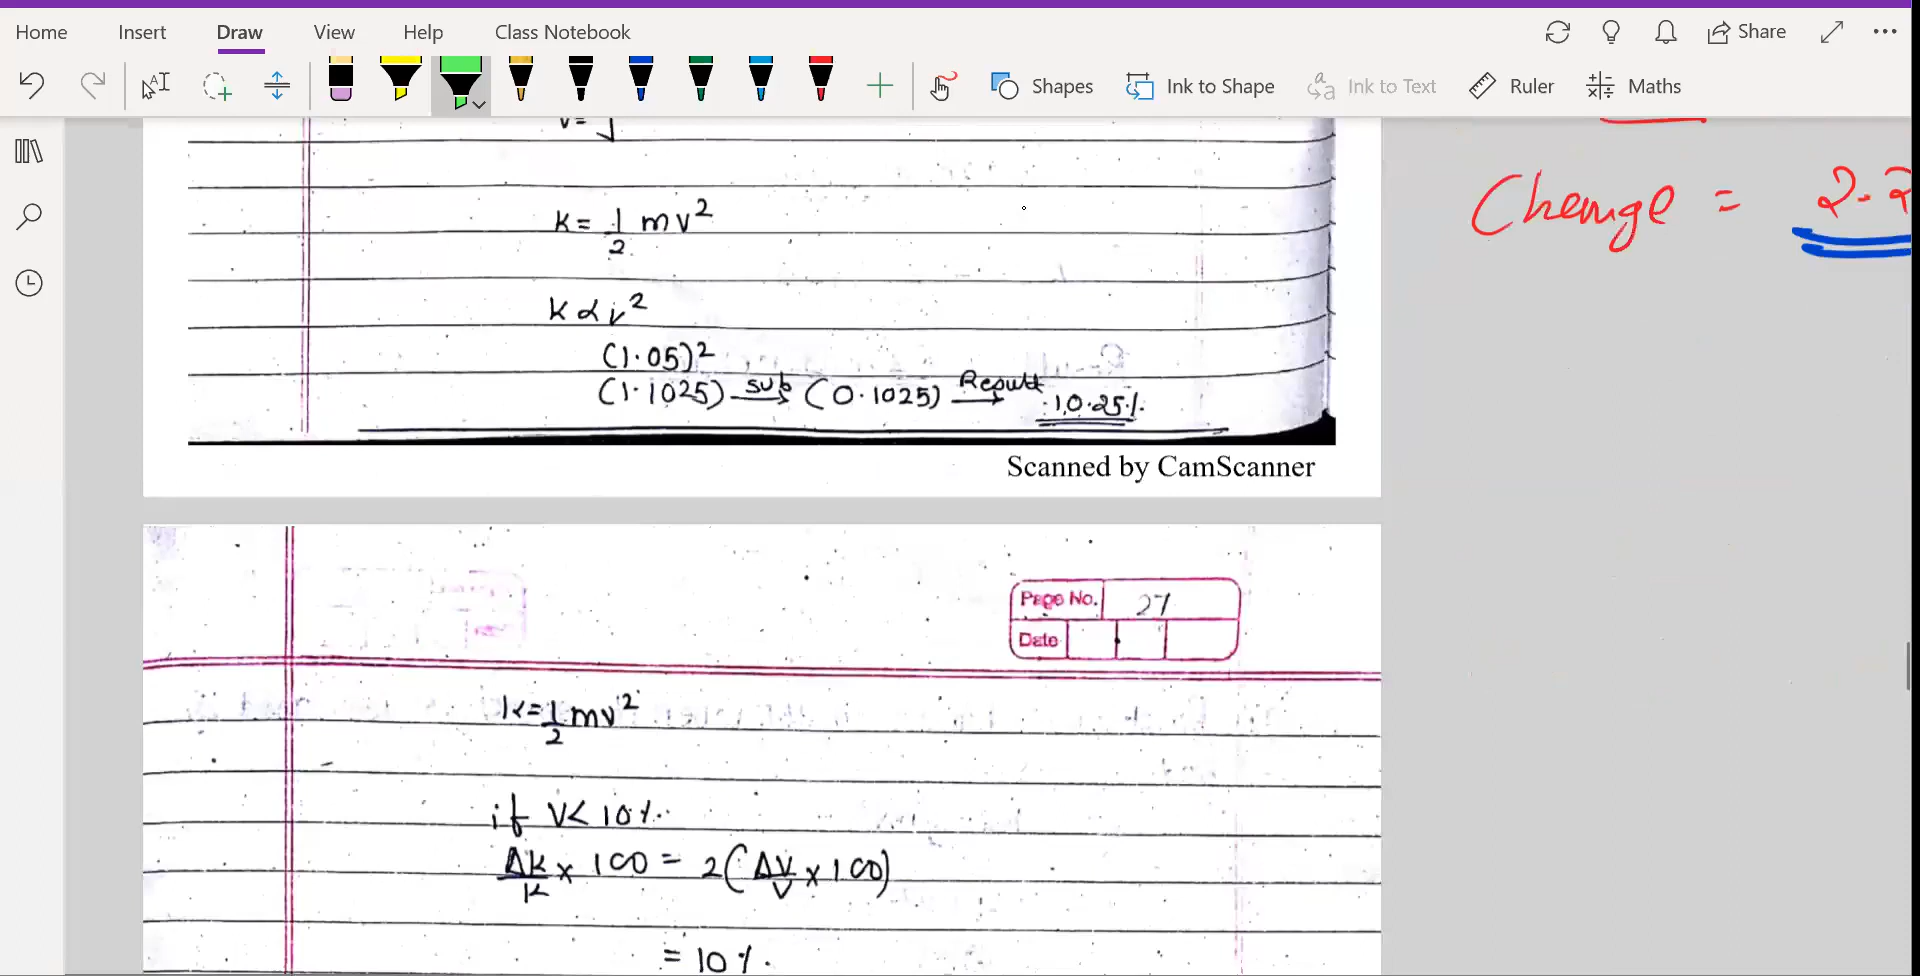 Home Insert Draw View Help Class Notebook Share
Shapes Ink to Shape Ink to Text Ruler Maths
v=
k = 1/2 mv²
Change =
k α v²
(1.05)²
(1.1025) sub→ (0.1025) Result→ 10.25%
Scanned by CamScanner
Page No. 27
Date
k = 1/2 mv²
if v < 10%.
Δk/k × 100 = 2(Δv/v × 100)
= 10%.